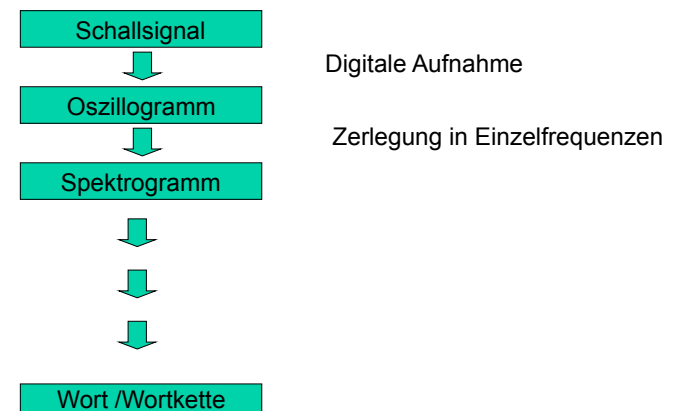 Schallsignal
Digitale Aufnahme
Oszillogramm
Zerlegung in Einzelfrequenzen
Spektrogramm
Wort /Wortkette